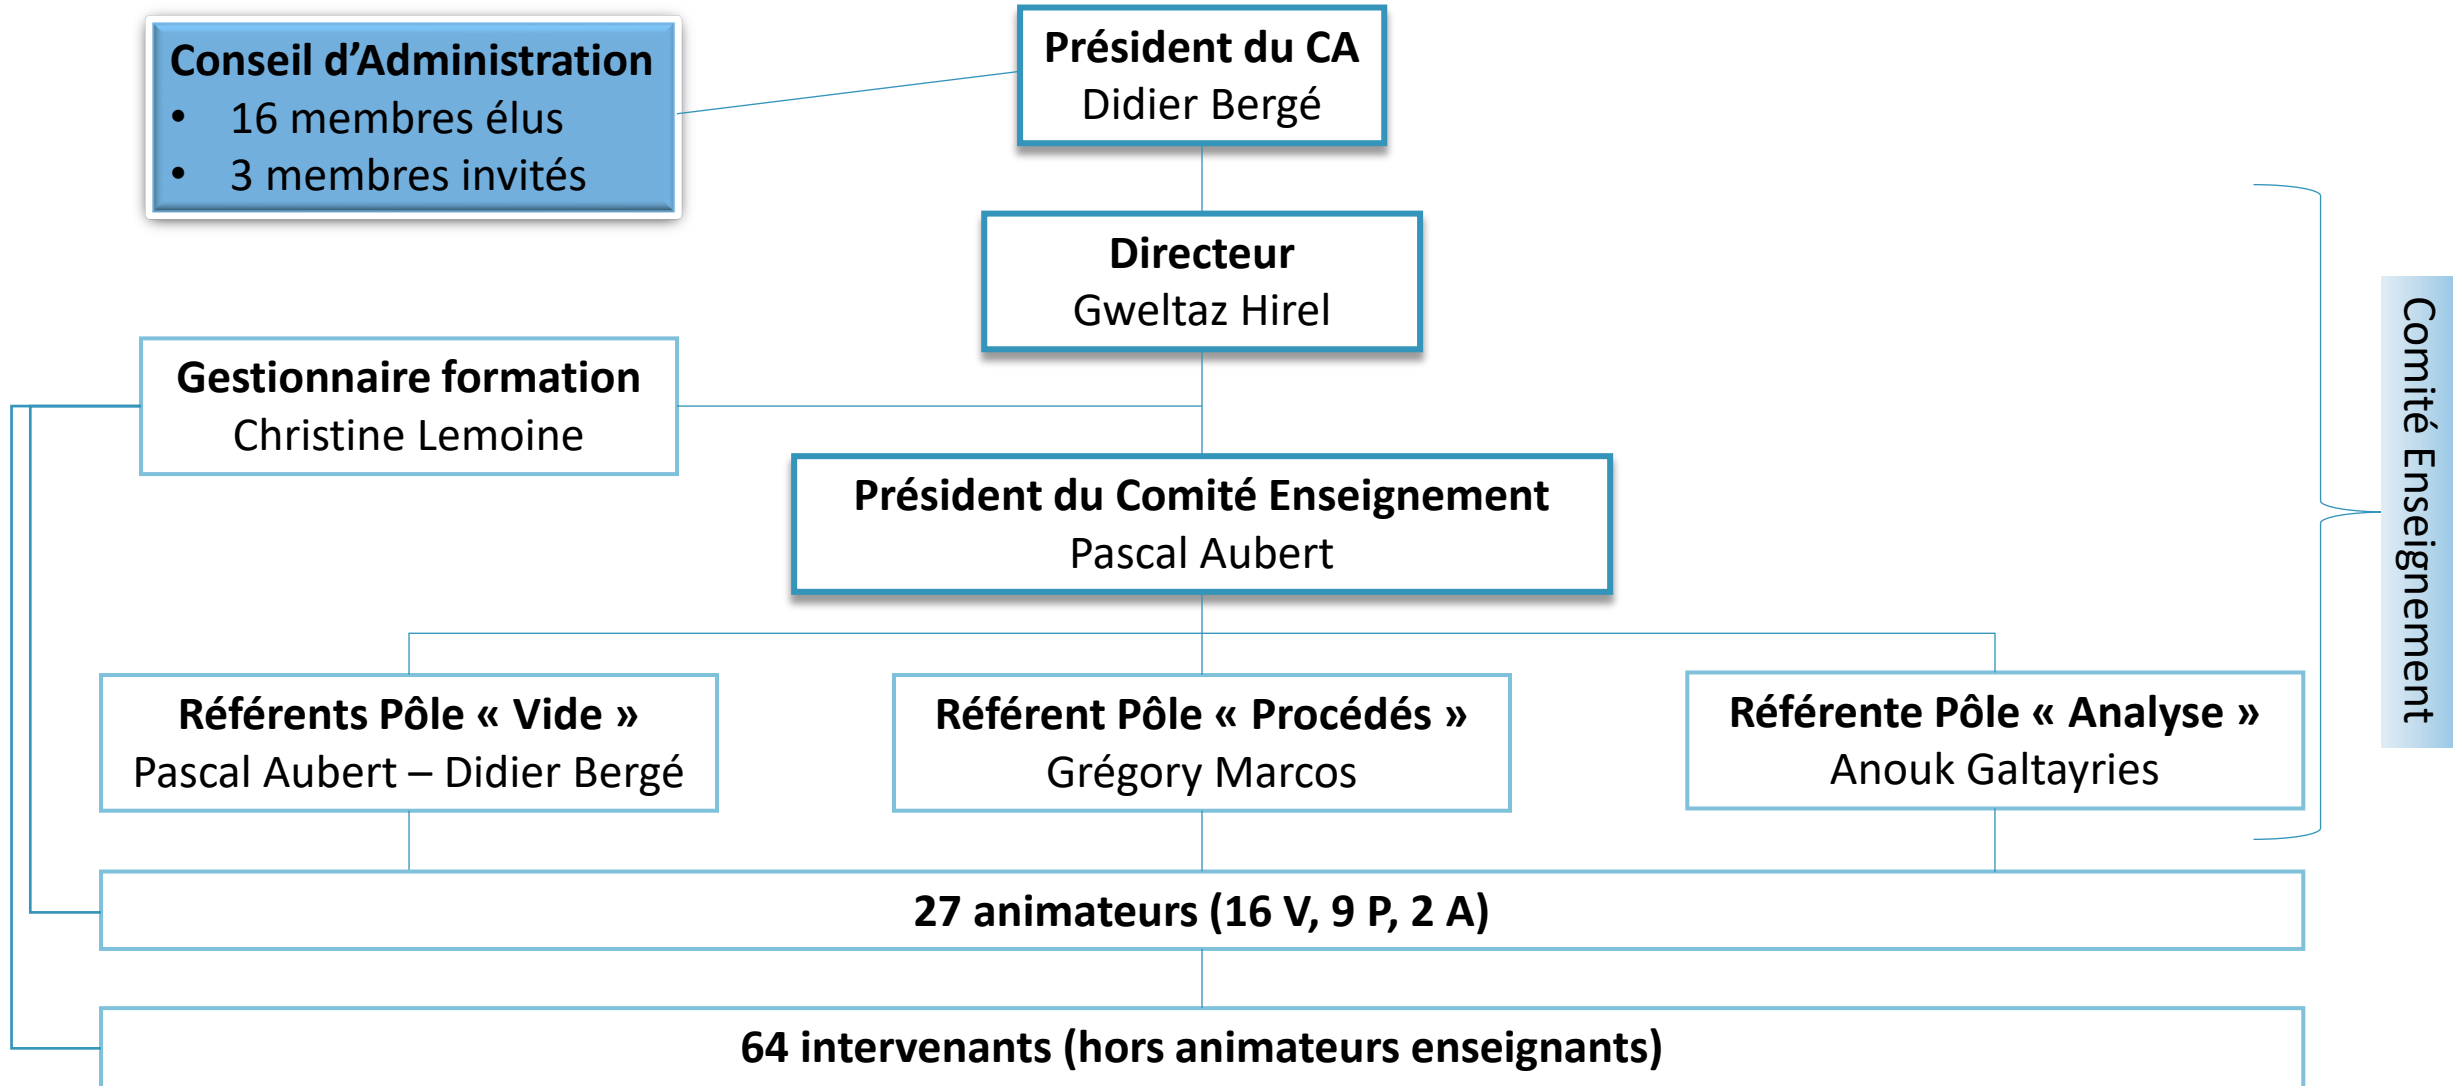 Conseil d’Administration
• 16 membres élus
• 3 membres invités
Président du CA
Didier Bergé
Directeur
Gweltaz Hirel
Gestionnaire formation
Christine Lemoine
Président du Comité Enseignement
Pascal Aubert
Comité Enseignement
Référents Pôle « Vide »
Pascal Aubert – Didier Bergé
Référent Pôle « Procédés »
Grégory Marcos
Référente Pôle « Analyse »
Anouk Galtayries
27 animateurs (16 V, 9 P, 2 A)
64 intervenants (hors animateurs enseignants)